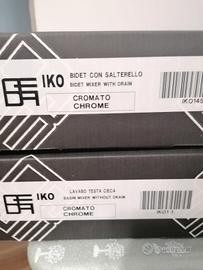 IKO
BIDET CON SALTERELLO
BIDET MIXER WITH DRAIN
CROMATO
CHROME
IKO
LAVABO TESTA CIECA
BASIN MIXER WITHOUT DRAIN
CROMATO
CHROME
subito